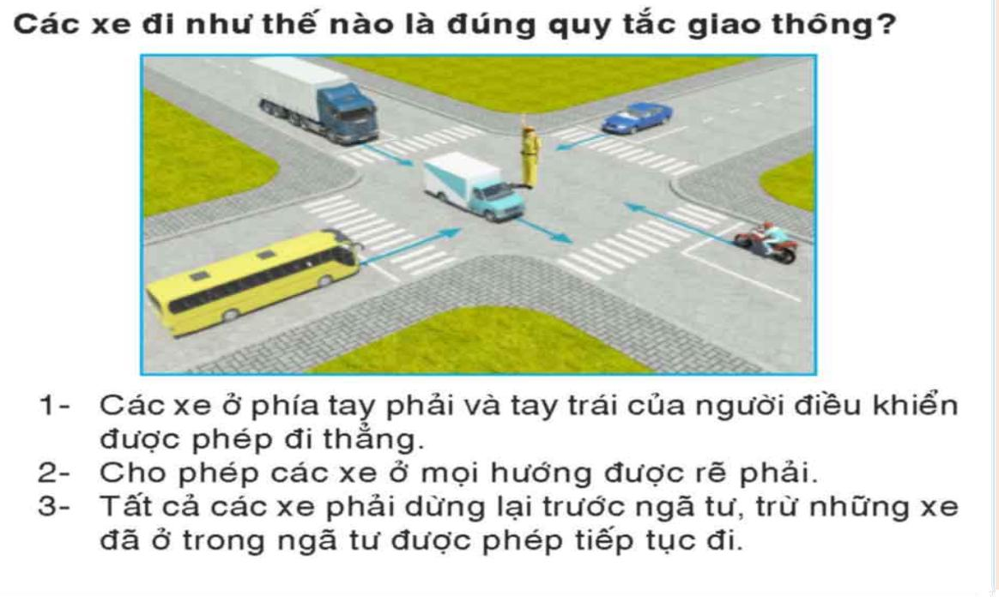 Các xe đi như thế nào là đúng quy tắc giao thông?
1- Các xe ở phía tay phải và tay trái của người điều khiển
được phép đi thẳng.
2- Cho phép các xe ở mọi hướng được rẽ phải.
3- Tất cả các xe phải dừng lại trước ngã tư, trừ những xe
đã ở trong ngã tư được phép tiếp tục đi.